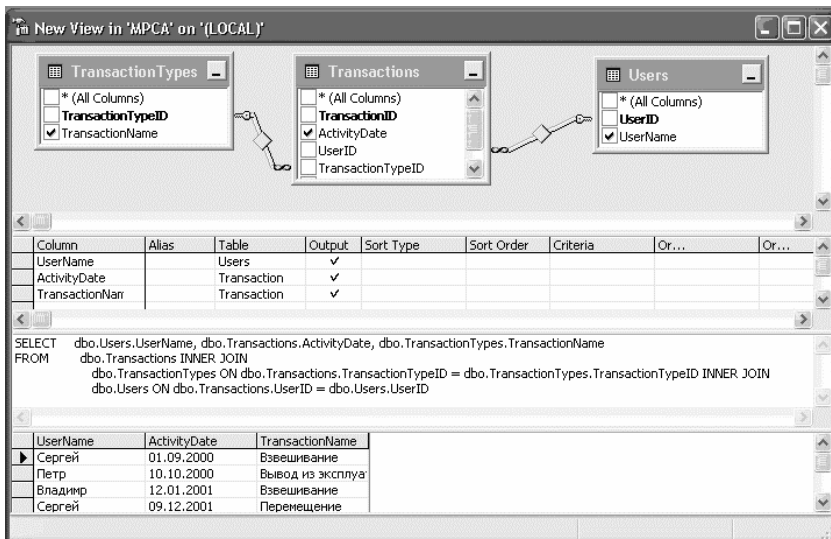 New View in 'MPCA' on '(LOCAL)'
TransactionTypes
* (All Columns)
TransactionTypeID
TransactionName
Transactions
* (All Columns)
TransactionID
ActivityDate
UserID
TransactionTypeID
Users
* (All Columns)
UserID
UserName
Column Alias Table Output Sort Type Sort Order Criteria Or... Or...
UserName Users
ActivityDate Transaction
TransactionNam Transaction
SELECT dbo.Users.UserName, dbo.Transactions.ActivityDate, dbo.TransactionTypes.TransactionName
FROM dbo.Transactions INNER JOIN
dbo.TransactionTypes ON dbo.Transactions.TransactionTypeID = dbo.TransactionTypes.TransactionTypeID INNER JOIN
dbo.Users ON dbo.Transactions.UserID = dbo.Users.UserID
UserName ActivityDate TransactionName
Сергей 01.09.2000 Взвешивание
Петр 10.10.2000 Вывод из эксплуа
Владимр 12.01.2001 Взвешивание
Сергей 09.12.2001 Перемещение